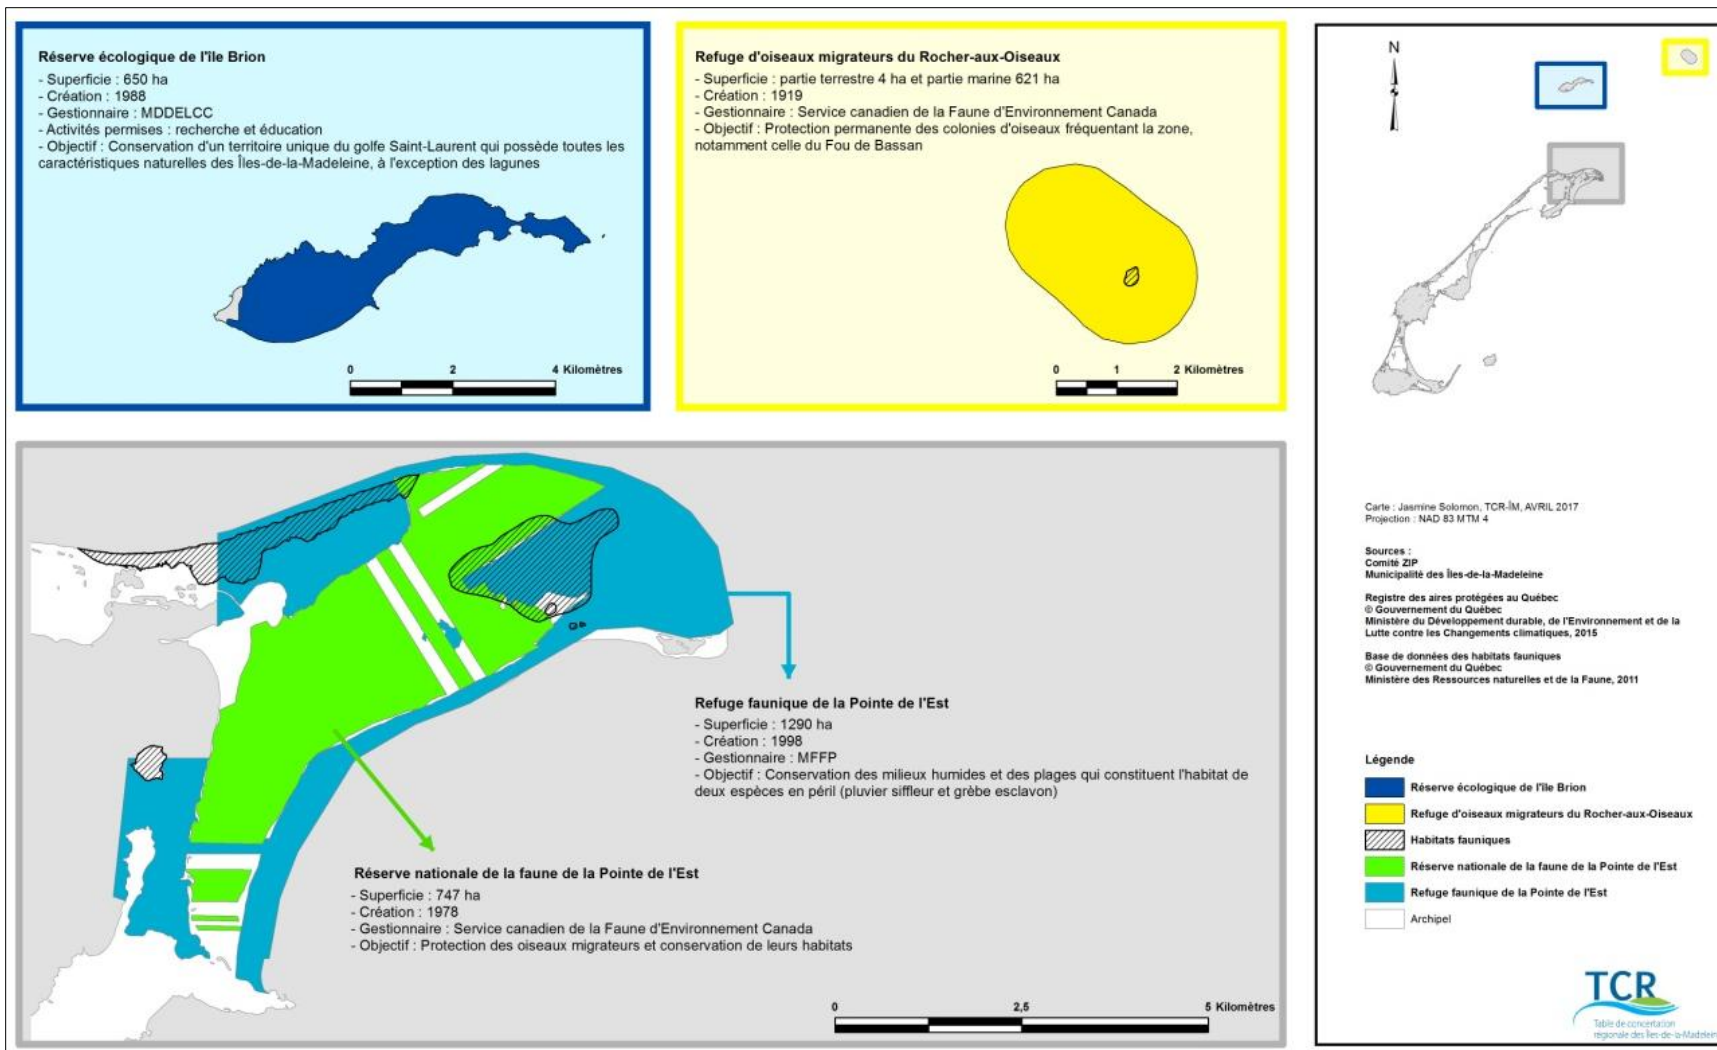 Réserve écologique de l'île Brion
- Superficie : 650 ha
- Création : 1988
- Gestionnaire : MDDELCC
- Activités permises : recherche et éducation
- Objectif : Conservation d'un territoire unique du golfe Saint-Laurent qui possède toutes les
caractéristiques naturelles des Îles-de-la-Madeleine, à l'exception des lagunes
0 2 4 Kilomètres
Refuge d'oiseaux migrateurs du Rocher-aux-Oiseaux
- Superficie : partie terrestre 4 ha et partie marine 621 ha
- Création : 1919
- Gestionnaire : Service canadien de la Faune d'Environnement Canada
- Objectif : Protection permanente des colonies d'oiseaux fréquentant la zone,
notamment celle du Fou de Bassan
0 1 2 Kilomètres
Refuge faunique de la Pointe de l'Est
- Superficie : 1290 ha
- Création : 1998
- Gestionnaire : MFFP
- Objectif : Conservation des milieux humides et des plages qui constituent l'habitat de
deux espèces en péril (pluvier siffleur et grèbe esclavon)
Réserve nationale de la faune de la Pointe de l'Est
- Superficie : 747 ha
- Création : 1978
- Gestionnaire : Service canadien de la Faune d'Environnement Canada
- Objectif : Protection des oiseaux migrateurs et conservation de leurs habitats
0 2,5 5 Kilomètres
N
Carte : Jasmine Solomon, TCR-ÎM, AVRIL 2017
Projection : NAD 83 MTM 4
Sources :
Comité ZIP
Municipalité des Îles-de-la-Madeleine
Registre des aires protégées au Québec
© Gouvernement du Québec
Ministère du Développement durable, de l'Environnement et de la
Lutte contre les Changements climatiques, 2015
Base de données des habitats fauniques
© Gouvernement du Québec
Ministère des Ressources naturelles et de la Faune, 2011
Légende
Réserve écologique de l'île Brion
Refuge d'oiseaux migrateurs du Rocher-aux-Oiseaux
Habitats fauniques
Réserve nationale de la faune de la Pointe de l'Est
Refuge faunique de la Pointe de l'Est
Archipel
TCR
Table de concertation
régionale des Îles-de-la-Madeleine